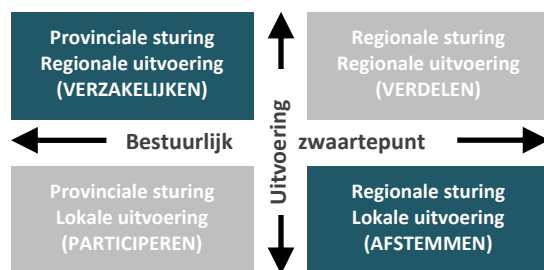 Provinciale sturing
Regionale uitvoering
(VERZAKELIJKEN)
Regionale sturing
Regionale uitvoering
(VERDELEN)
Bestuurlijk zwaartepunt
Uitvoering
Provinciale sturing
Lokale uitvoering
(PARTICIPEREN)
Regionale sturing
Lokale uitvoering
(AFSTEMMEN)